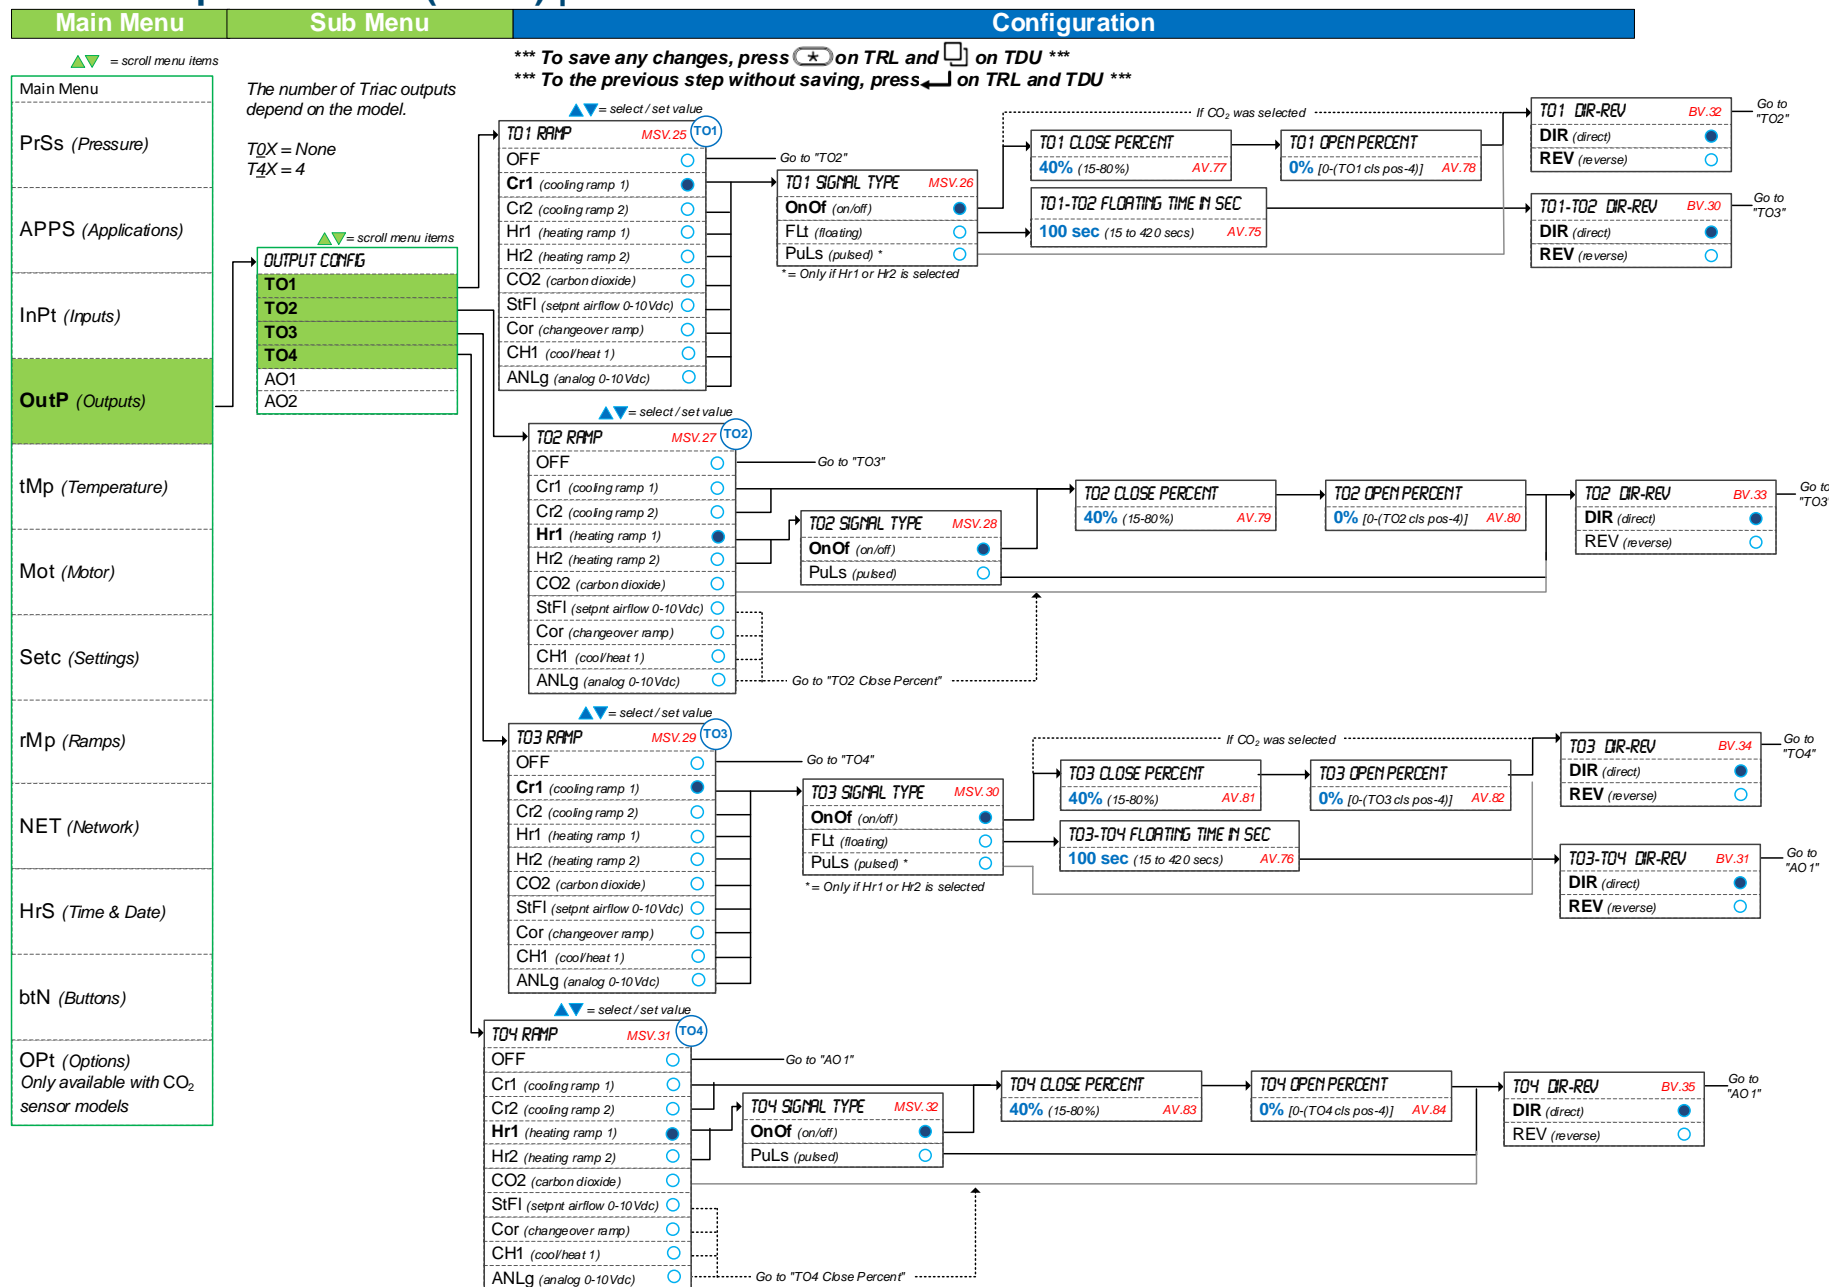 Main Menu
Sub Menu
Configuration
= scroll menu items
*** To save any changes, press * on TRL and on TDU ***
*** To the previous step without saving, press on TRL and TDU ***
Main Menu
PrSs (Pressure)
APPS (Applications)
InPt (Inputs)
OutP (Outputs)
tMp (Temperature)
Mot (Motor)
Setc (Settings)
rMp (Ramps)
NET (Network)
HrS (Time & Date)
btN (Buttons)
OPt (Options)
Only available with CO2
sensor models
The number of Triac outputs
depend on the model.
T0X = None
T4X = 4
= scroll menu items
OUTPUT CONFIG
TO1
TO2
TO3
TO4
AO1
AO2
= select / set value
TO1 RAMP MSV.25 TO1
OFF
Cr1 (cooling ramp 1)
Cr2 (cooling ramp 2)
Hr1 (heating ramp 1)
Hr2 (heating ramp 2)
CO2 (carbon dioxide)
StFl (setpnt airflow 0-10Vdc)
Cor (changeover ramp)
CH1 (cool/heat 1)
ANLg (analog 0-10Vdc)
Go to "TO2"
TO1 SIGNAL TYPE MSV.26
OnOf (on/off)
FLt (floating)
PuLs (pulsed) *
* = Only if Hr1 or Hr2 is selected
If CO2 was selected
TO1 CLOSE PERCENT
40% (15-80%) AV.77
TO1 OPEN PERCENT
0% [0-(TO1 cls pos-4)] AV.78
TO1-TO2 FLOATING TIME IN SEC
100 sec (15 to 420 secs) AV.75
TO1 DIR-REV BV.32
DIR (direct)
REV (reverse)
Go to
"TO2"
TO1-TO2 DIR-REV BV.30
DIR (direct)
REV (reverse)
Go to
"TO3"
= select / set value
TO2 RAMP MSV.27 TO2
OFF
Cr1 (cooling ramp 1)
Cr2 (cooling ramp 2)
Hr1 (heating ramp 1)
Hr2 (heating ramp 2)
CO2 (carbon dioxide)
StFl (setpnt airflow 0-10Vdc)
Cor (changeover ramp)
CH1 (cool/heat 1)
ANLg (analog 0-10Vdc)
Go to "TO3"
TO2 SIGNAL TYPE MSV.28
OnOf (on/off)
PuLs (pulsed)
Go to "TO2 Close Percent"
TO2 CLOSE PERCENT
40% (15-80%) AV.79
TO2 OPEN PERCENT
0% [0-(TO2 cls pos-4)] AV.80
TO2 DIR-REV BV.33
DIR (direct)
REV (reverse)
Go to
"TO3"
= select / set value
TO3 RAMP MSV.29 TO3
OFF
Cr1 (cooling ramp 1)
Cr2 (cooling ramp 2)
Hr1 (heating ramp 1)
Hr2 (heating ramp 2)
CO2 (carbon dioxide)
StFl (setpnt airflow 0-10Vdc)
Cor (changeover ramp)
CH1 (cool/heat 1)
ANLg (analog 0-10Vdc)
Go to "TO4"
TO3 SIGNAL TYPE MSV.30
OnOf (on/off)
FLt (floating)
PuLs (pulsed) *
* = Only if Hr1 or Hr2 is selected
If CO2 was selected
TO3 CLOSE PERCENT
40% (15-80%) AV.81
TO3 OPEN PERCENT
0% [0-(TO3 cls pos-4)] AV.82
TO3-TO4 FLOATING TIME IN SEC
100 sec (15 to 420 secs) AV.76
TO3 DIR-REV BV.34
DIR (direct)
REV (reverse)
Go to
"TO4"
TO3-TO4 DIR-REV BV.31
DIR (direct)
REV (reverse)
Go to
"AO1"
= select / set value
TO4 RAMP MSV.31 TO4
OFF
Cr1 (cooling ramp 1)
Cr2 (cooling ramp 2)
Hr1 (heating ramp 1)
Hr2 (heating ramp 2)
CO2 (carbon dioxide)
StFl (setpnt airflow 0-10Vdc)
Cor (changeover ramp)
CH1 (cool/heat 1)
ANLg (analog 0-10Vdc)
Go to "AO1"
TO4 SIGNAL TYPE MSV.32
OnOf (on/off)
PuLs (pulsed)
Go to "TO4 Close Percent"
TO4 CLOSE PERCENT
40% (15-80%) AV.83
TO4 OPEN PERCENT
0% [0-(TO4 cls pos-4)] AV.84
TO4 DIR-REV BV.35
DIR (direct)
REV (reverse)
Go to
"AO1"